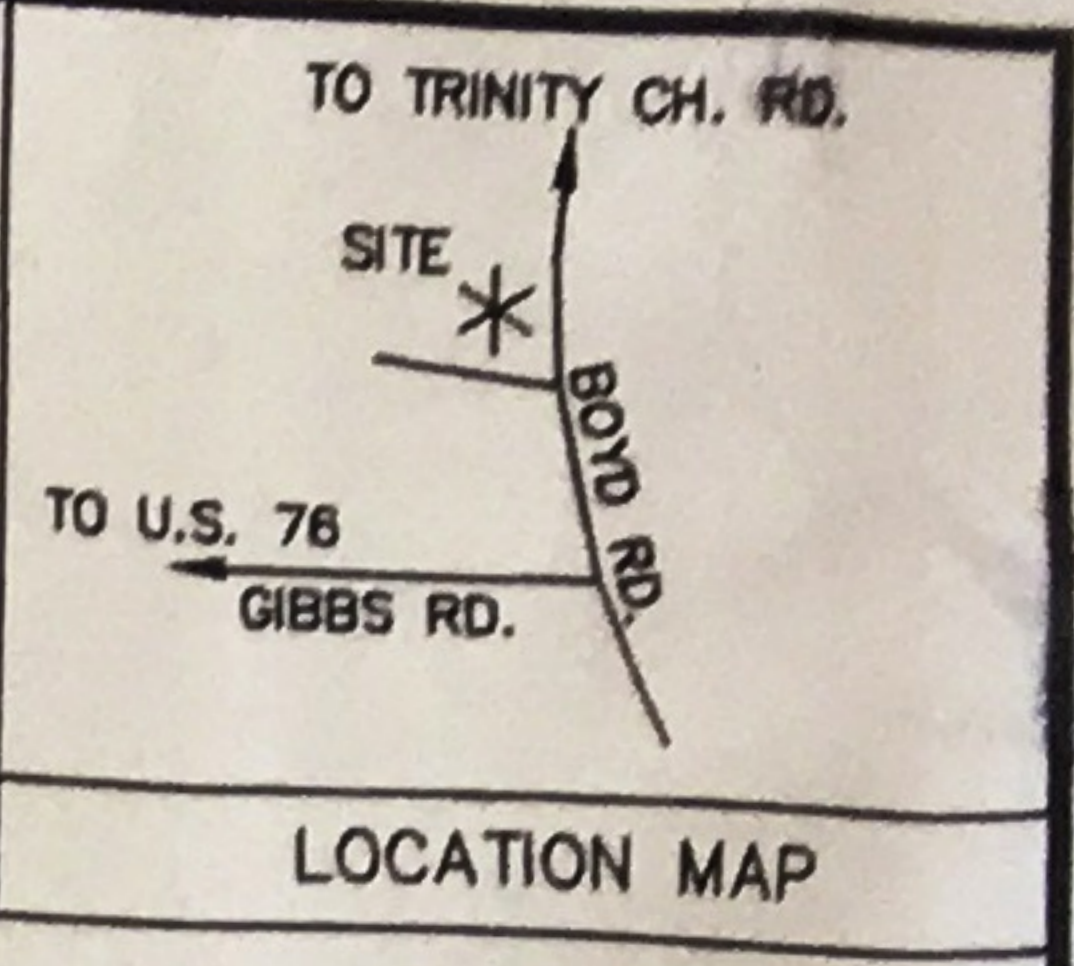 TO TRINITY CH. RD.
SITE
BOYD RD.
TO U.S. 76
GIBBS RD.
LOCATION MAP